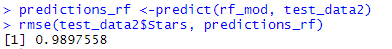 > predictions_rf <-predict(rf_mod, test_data2)
> rmse(test_data2$Stars, predictions_rf)
[1] 0.9897558